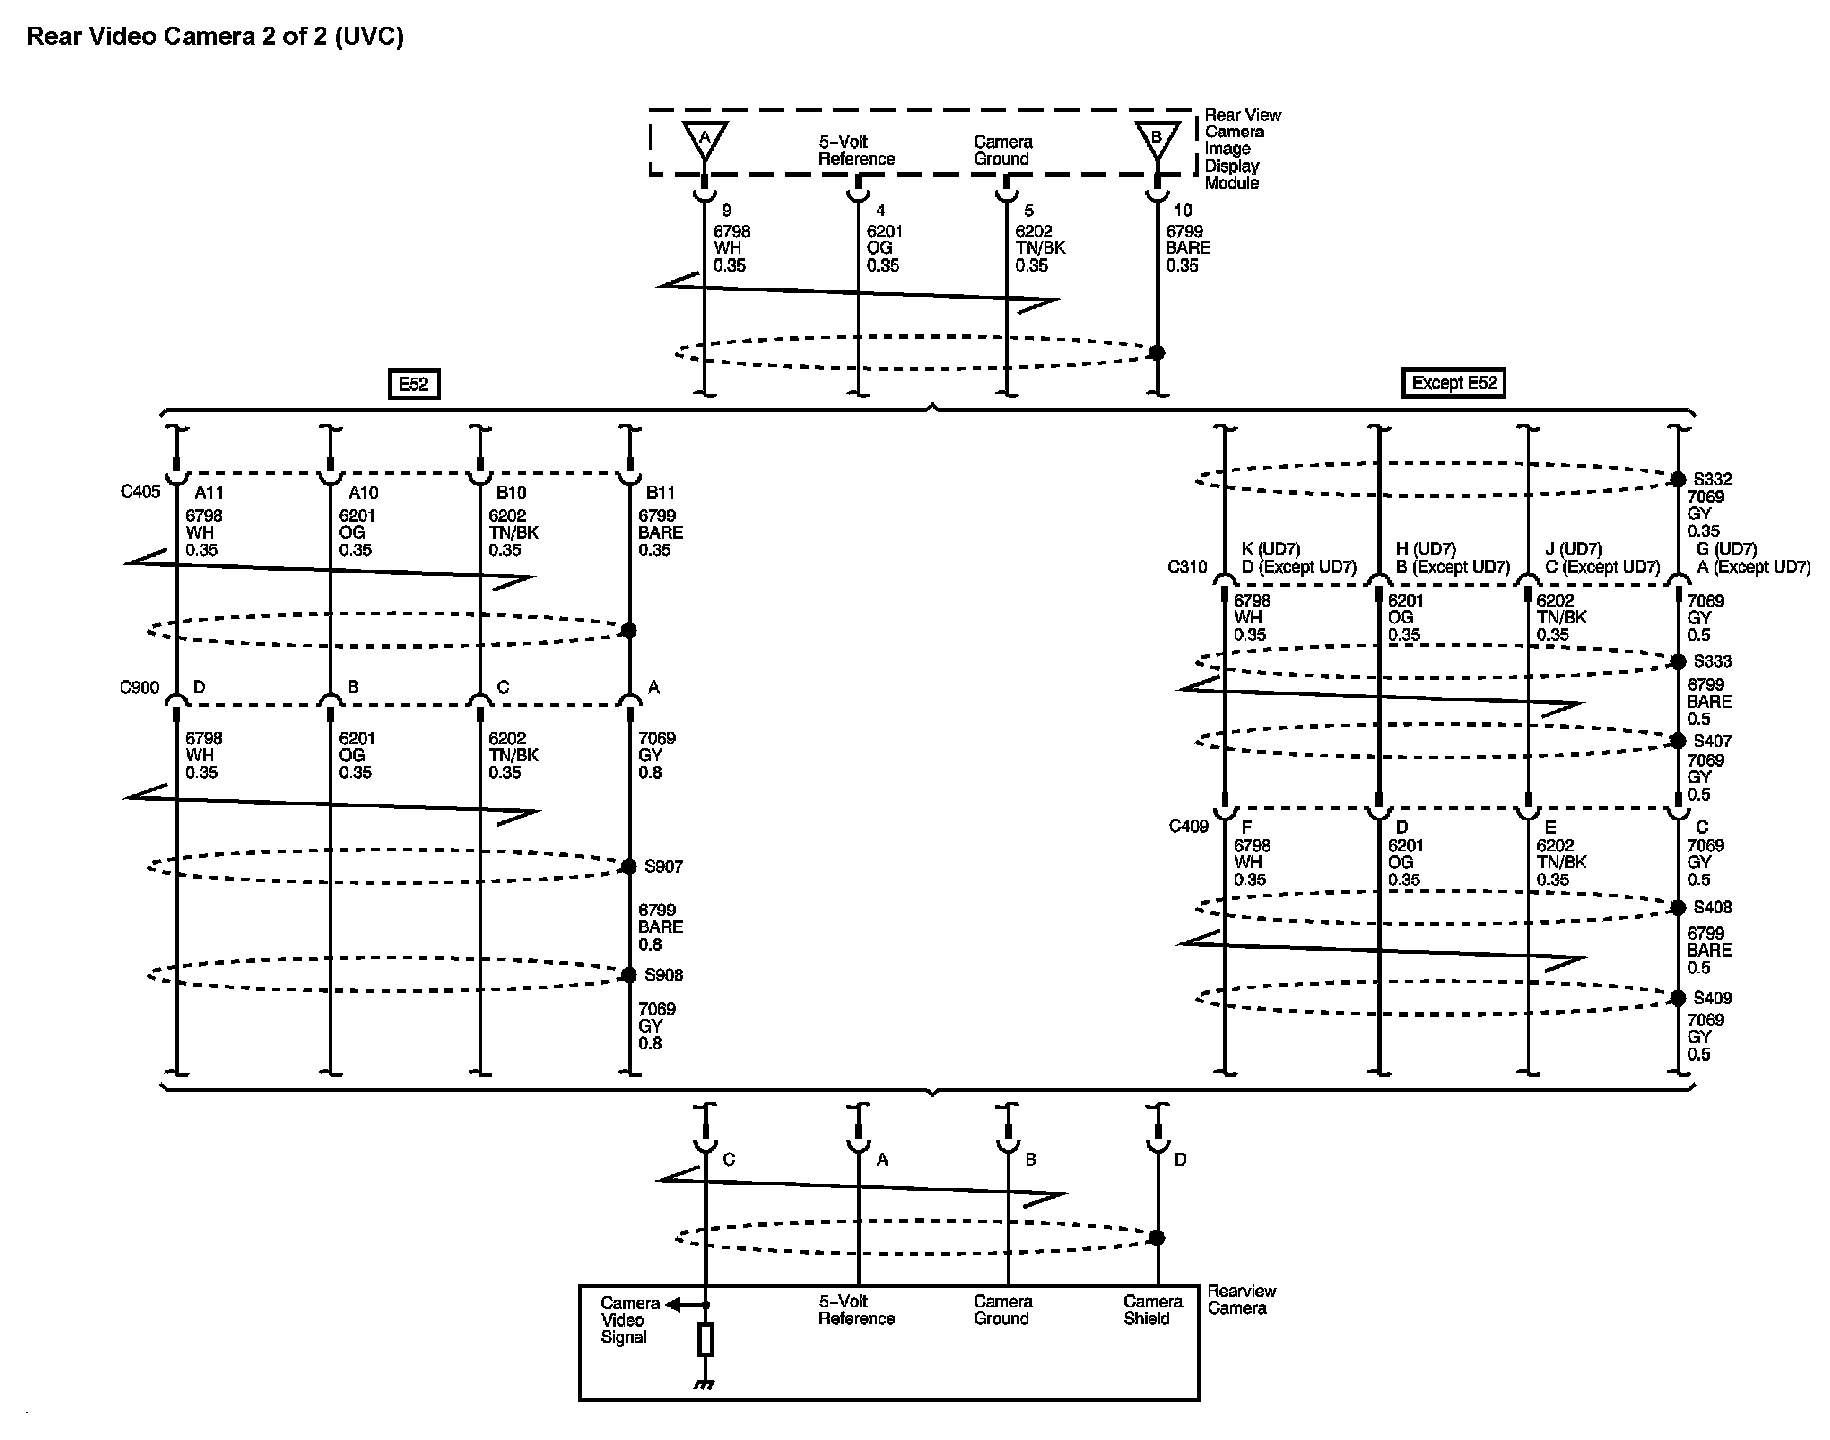 Rear Video Camera 2 of 2 (UVC)
A
5-Volt
Reference
Camera
Ground
B
Rear View
Camera
Image
Display
Module
9
4
5
10
6798
WH
0.35
6201
OG
0.35
6202
TN/BK
0.35
6799
BARE
0.35
E52
Except E52
C405
A11
A10
B10
B11
6798
WH
0.35
6201
OG
0.35
6202
TN/BK
0.35
6799
BARE
0.35
C900
D
B
C
A
6798
WH
0.35
6201
OG
0.35
6202
TN/BK
0.35
7069
GY
0.8
S907
6799
BARE
0.8
S908
7069
GY
0.8
S332
7069
GY
0.35
C310
K (UD7)
D (Except UD7)
H (UD7)
B (Except UD7)
J (UD7)
C (Except UD7)
G (UD7)
A (Except UD7)
6798
WH
0.35
6201
OG
0.35
6202
TN/BK
0.35
7069
GY
0.5
S333
6799
BARE
0.5
S407
7069
GY
0.5
C409
F
D
E
C
6798
WH
0.35
6201
OG
0.35
6202
TN/BK
0.35
7069
GY
0.5
S408
6799
BARE
0.5
S409
7069
GY
0.5
C
A
B
D
Camera
Video
Signal
5-Volt
Reference
Camera
Ground
Camera
Shield
Rearview
Camera